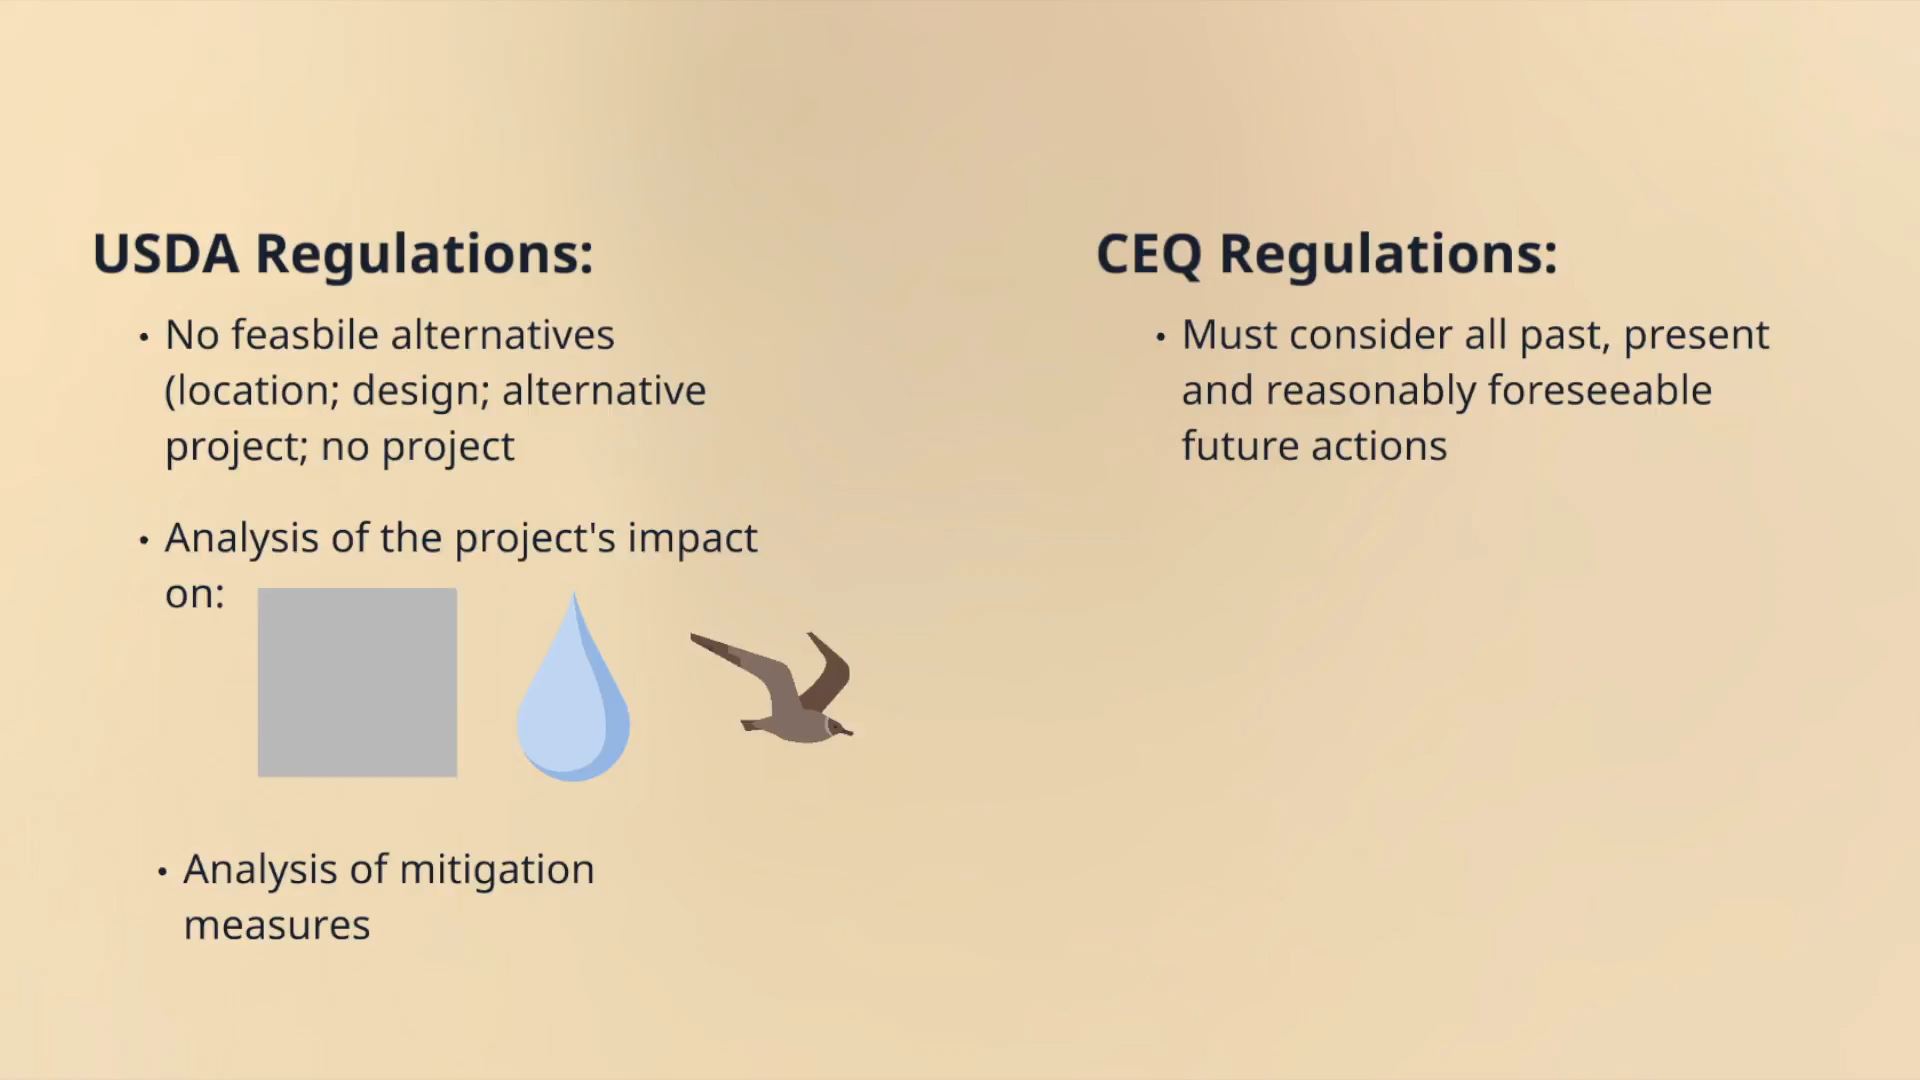 USDA Regulations:
• No feasbile alternatives
(location; design; alternative
project; no project
• Analysis of the project's impact
on:
• Analysis of mitigation
measures
CEQ Regulations:
• Must consider all past, present
and reasonably foreseeable
future actions